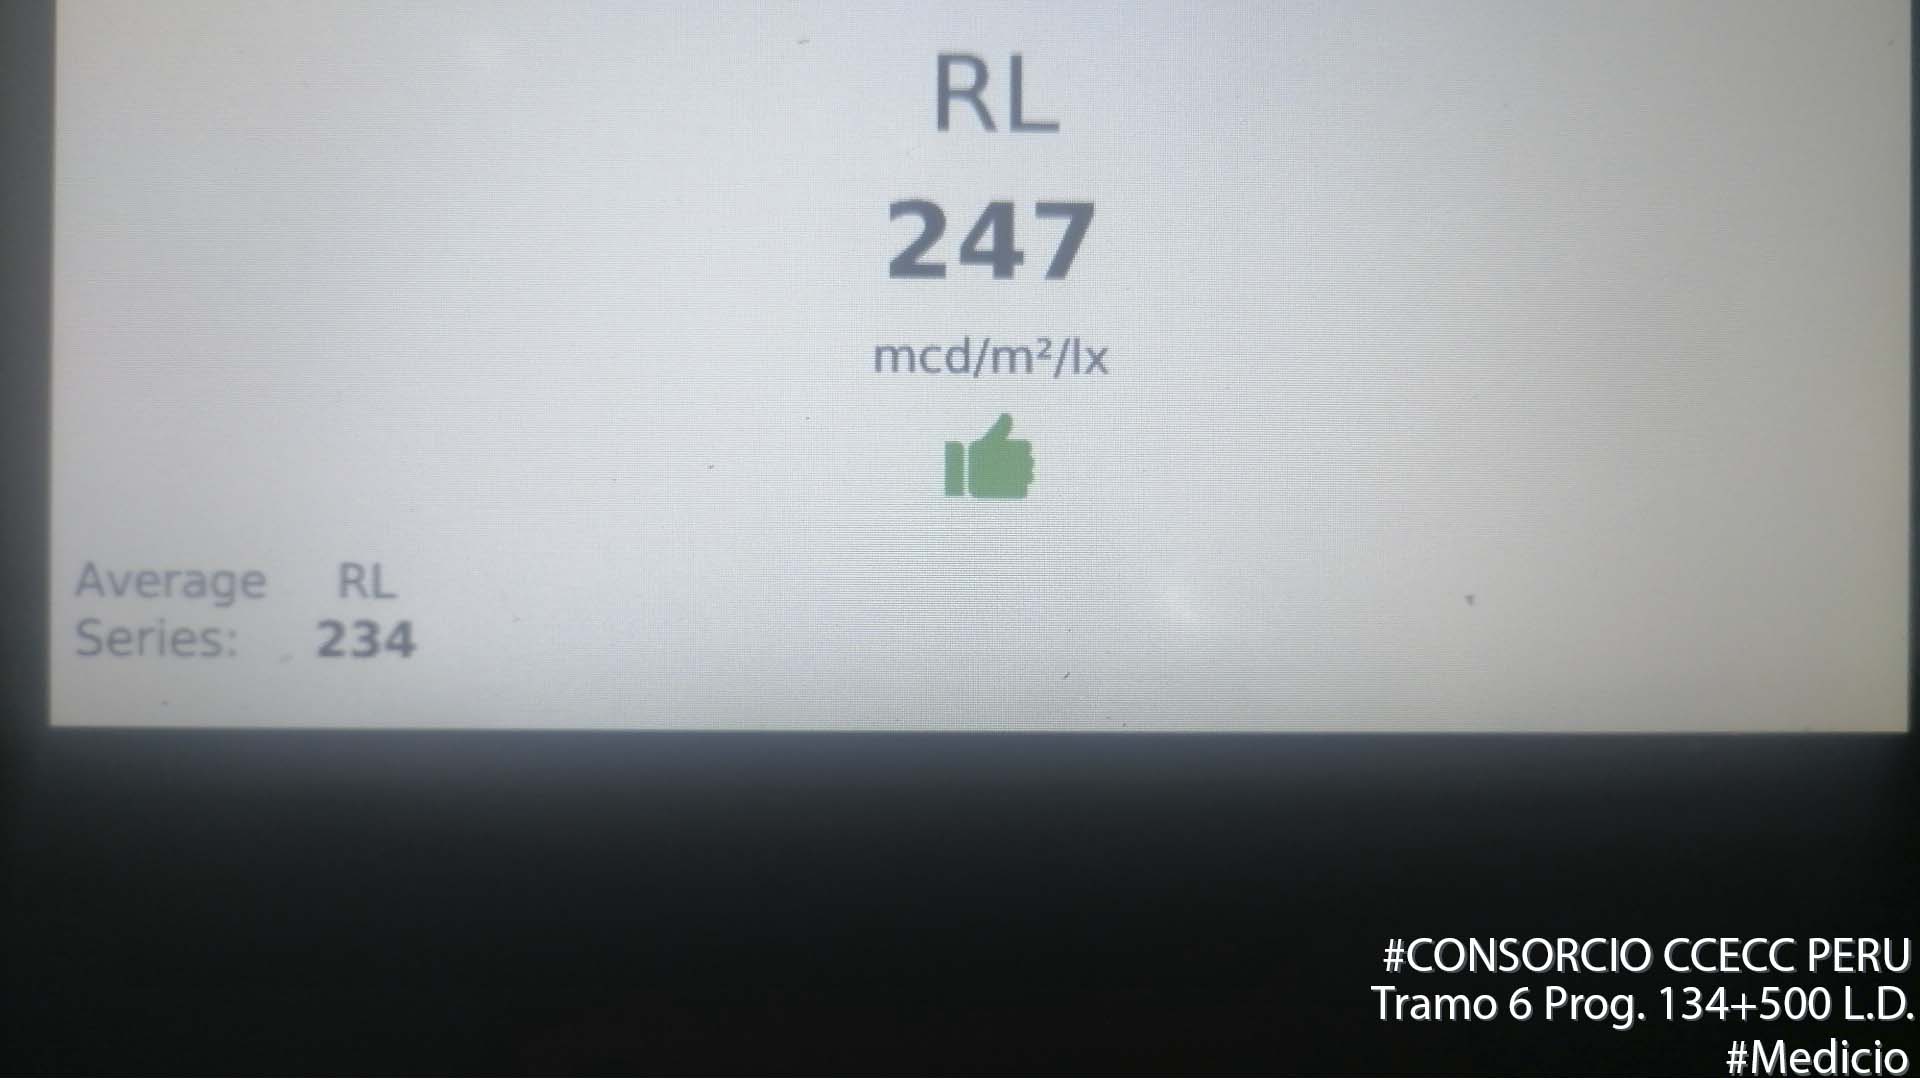 RL
247
mcd/m²/lx
Average RL
Series: 234
#CONSORCIO CCECC PERU
Tramo 6 Prog. 134+500 L.D.
#Medicio